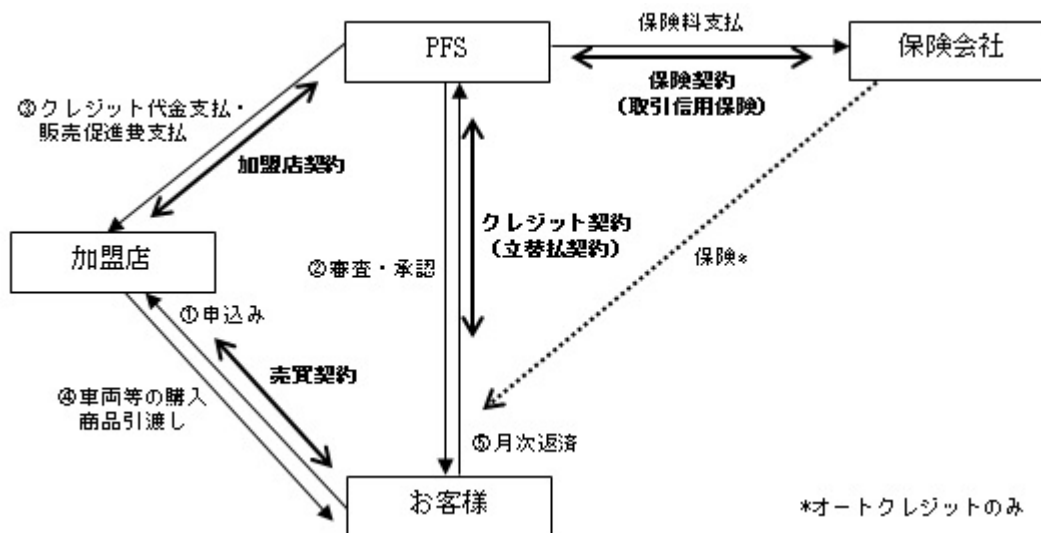 保険料支払
PFS
保険会社
保険契約
(取引信用保険)
③クレジット代金支払・
販売促進費支払
加盟店契約
クレジット契約
(立替払契約)
加盟店
②審査・承認
保険*
①申込み
売買契約
④車両等の購入
商品引渡し
⑤月次返済
お客様
*オートクレジットのみ